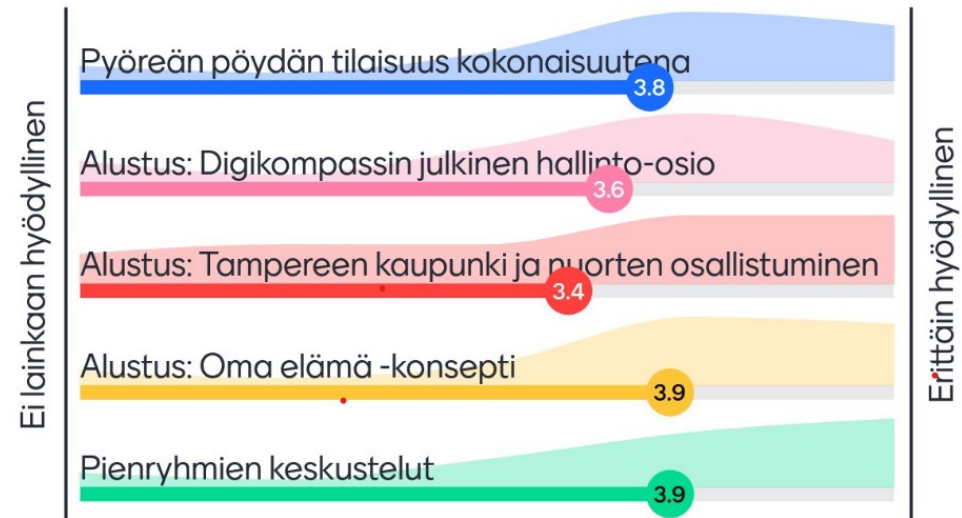 Ei lainkaan hyödyllinen
Pyöreän pöydän tilaisuus kokonaisuutena
3.8
Alustus: Digikompassin julkinen hallinto-osio
3.6
Alustus: Tampereen kaupunki ja nuorten osallistuminen
3.4
Alustus: Oma elämä -konsepti
3.9
Pienryhmien keskustelut
3.9
Erittäin hyödyllinen